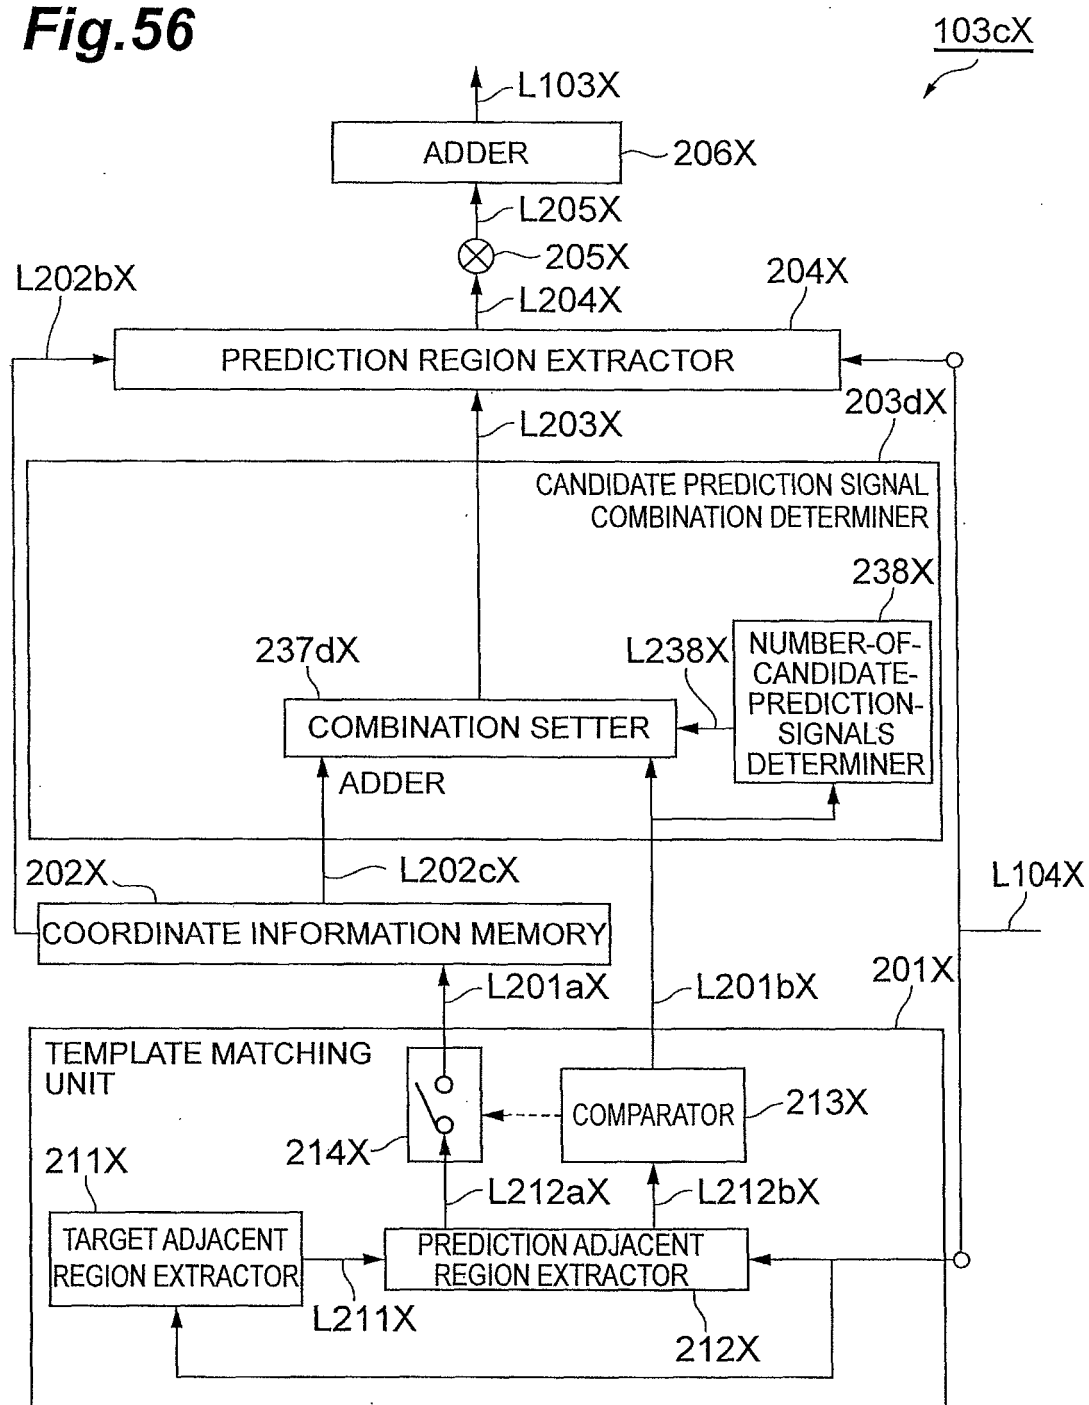 Fig.56
103cX
L103X
ADDER
206X
L205X
205X
L202bX
204X
L204X
PREDICTION REGION EXTRACTOR
203dX
L203X
CANDIDATE PREDICTION SIGNAL
COMBINATION DETERMINER
238X
237dX
L238X
NUMBER-OF-
CANDIDATE-
PREDICTION-
SIGNALS
DETERMINER
COMBINATION SETTER
ADDER
202X
L202cX
L104X
COORDINATE INFORMATION MEMORY
201X
L201aX
L201bX
TEMPLATE MATCHING
UNIT
COMPARATOR
213X
214X
211X
L212aX
L212bX
TARGET ADJACENT
REGION EXTRACTOR
PREDICTION ADJACENT
REGION EXTRACTOR
L211X
212X